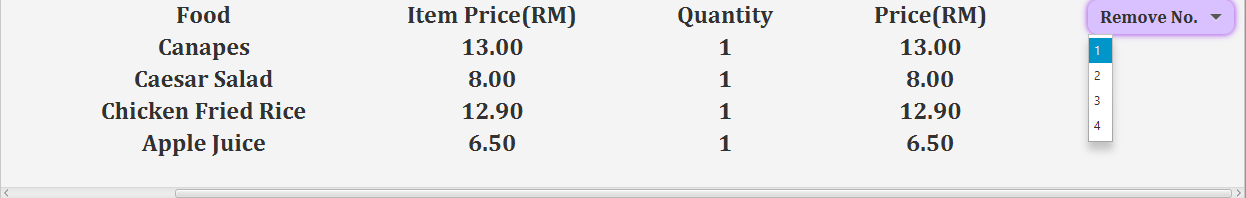 Food Item Price(RM) Quantity Price(RM) Remove No.
Canapes 13.00 1 13.00 1
Caesar Salad 8.00 1 8.00 2
Chicken Fried Rice 12.90 1 12.90 3
Apple Juice 6.50 1 6.50 4